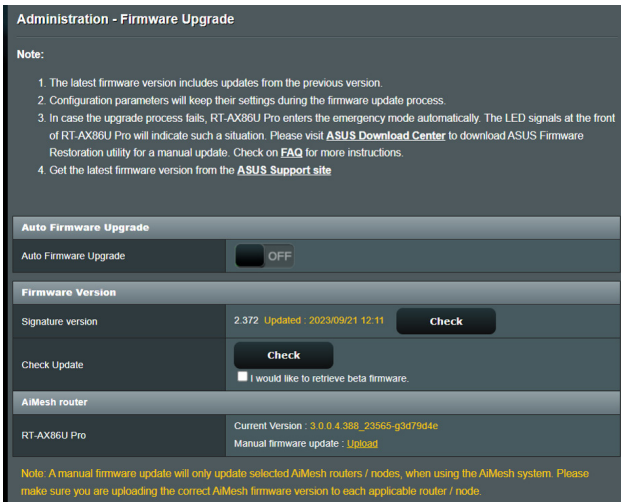 Administration - Firmware Upgrade
Note:
1. The latest firmware version includes updates from the previous version.
2. Configuration parameters will keep their settings during the firmware update process.
3. In case the upgrade process fails, RT-AX86U Pro enters the emergency mode automatically. The LED signals at the front
of RT-AX86U Pro will indicate such a situation. Please visit ASUS Download Center to download ASUS Firmware
Restoration utility for a manual update. Check on FAQ for more instructions.
4. Get the latest firmware version from the ASUS Support site
Auto Firmware Upgrade
Auto Firmware Upgrade OFF
Firmware Version
Signature version 2.372 Updated : 2023/09/21 12:11 Check
Check Update Check
I would like to retrieve beta firmware.
AiMesh router
RT-AX86U Pro Current Version : 3.0.0.4.388_23565-g3d79d4e
Manual firmware update : Upload
Note: A manual firmware update will only update selected AiMesh routers / nodes, when using the AiMesh system. Please
make sure you are uploading the correct AiMesh firmware version to each applicable router / node.